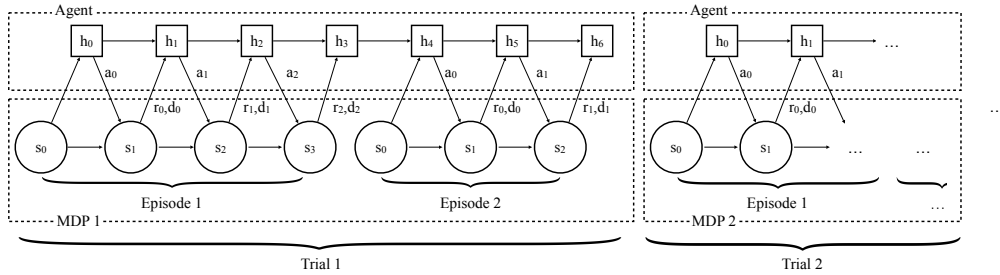 Agent Agent
h₀ h₁ h₂ h₃ h₄ h₅ h₆ h₀ h₁ ...
a₀ a₁ a₂ a₀ a₁ a₀ a₁
r₀,d₀ r₁,d₁ r₂,d₂ r₀,d₀ r₁,d₁ r₀,d₀ ...
s₀ s₁ s₂ s₃ s₀ s₁ s₂ s₀ s₁ ... ...
Episode 1 Episode 2 Episode 1 ...
MDP 1 MDP 2
Trial 1 Trial 2